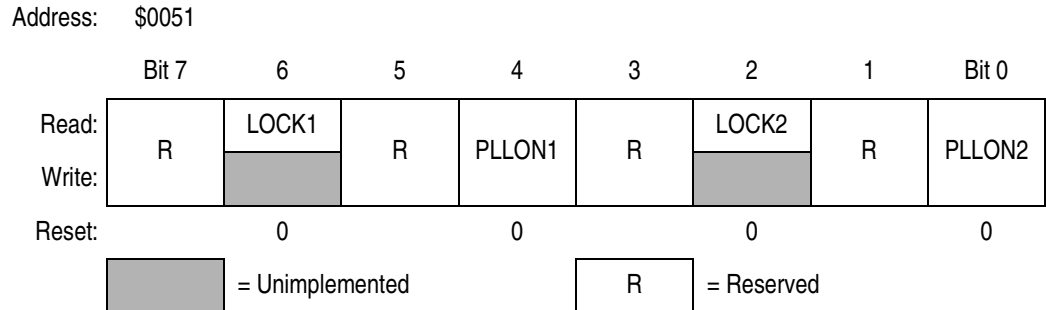 Address: $0051
Bit 7 6 5 4 3 2 1 Bit 0
Read: R LOCK1 R PLLON1 R LOCK2 R PLLON2
Write:
Reset: 0 0 0 0
= Unimplemented R = Reserved